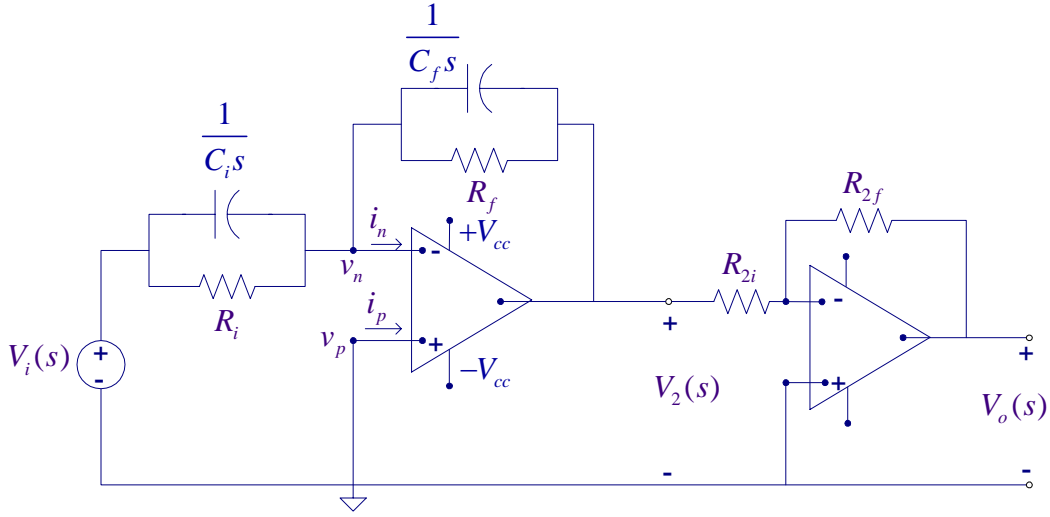 1
C_f s
1
C_i s
R_f
R_i
i_n
v_n
i_p
v_p
+V_cc
-
+
−V_cc
V_i(s)
+
-
R_2i
R_2f
-
+
+
V_2(s)
-
+
V_o(s)
-